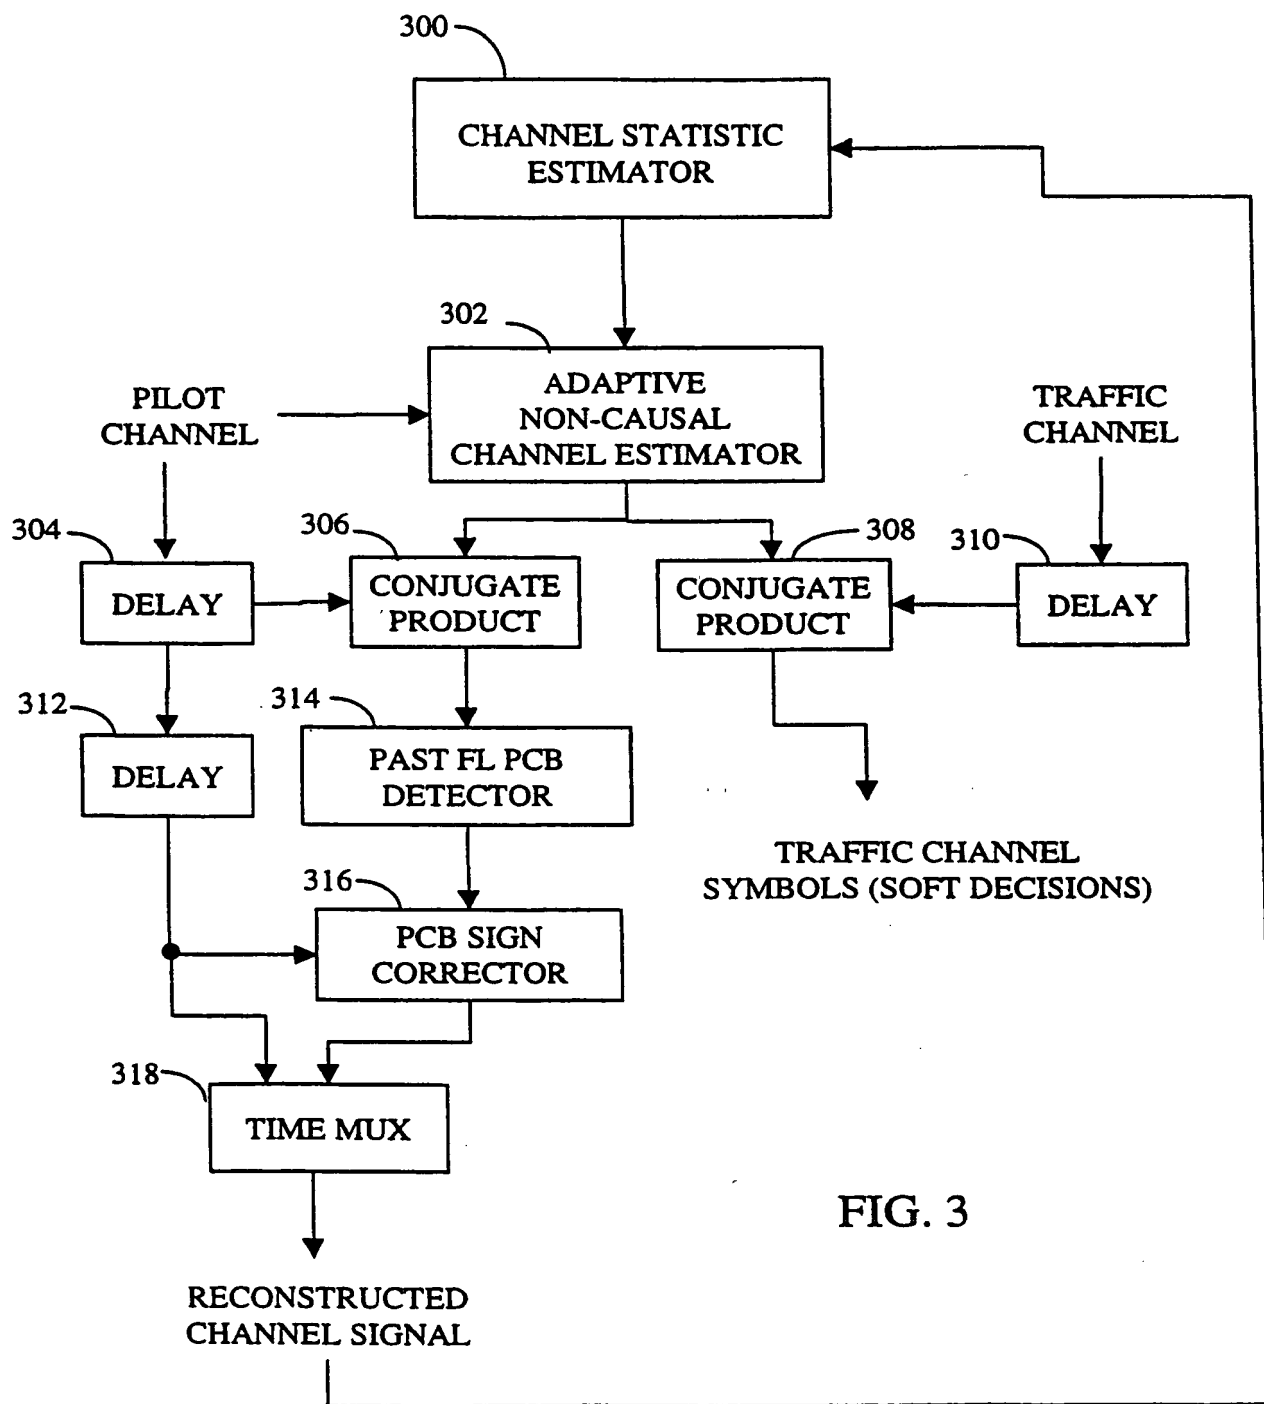 300
CHANNEL STATISTIC
ESTIMATOR
302
ADAPTIVE
NON-CAUSAL
CHANNEL ESTIMATOR
PILOT
CHANNEL
TRAFFIC
CHANNEL
304
DELAY
306
CONJUGATE
PRODUCT
308
CONJUGATE
PRODUCT
310
DELAY
312
DELAY
314
PAST FL PCB
DETECTOR
TRAFFIC CHANNEL
SYMBOLS (SOFT DECISIONS)
316
PCB SIGN
CORRECTOR
318
TIME MUX
FIG. 3
RECONSTRUCTED
CHANNEL SIGNAL